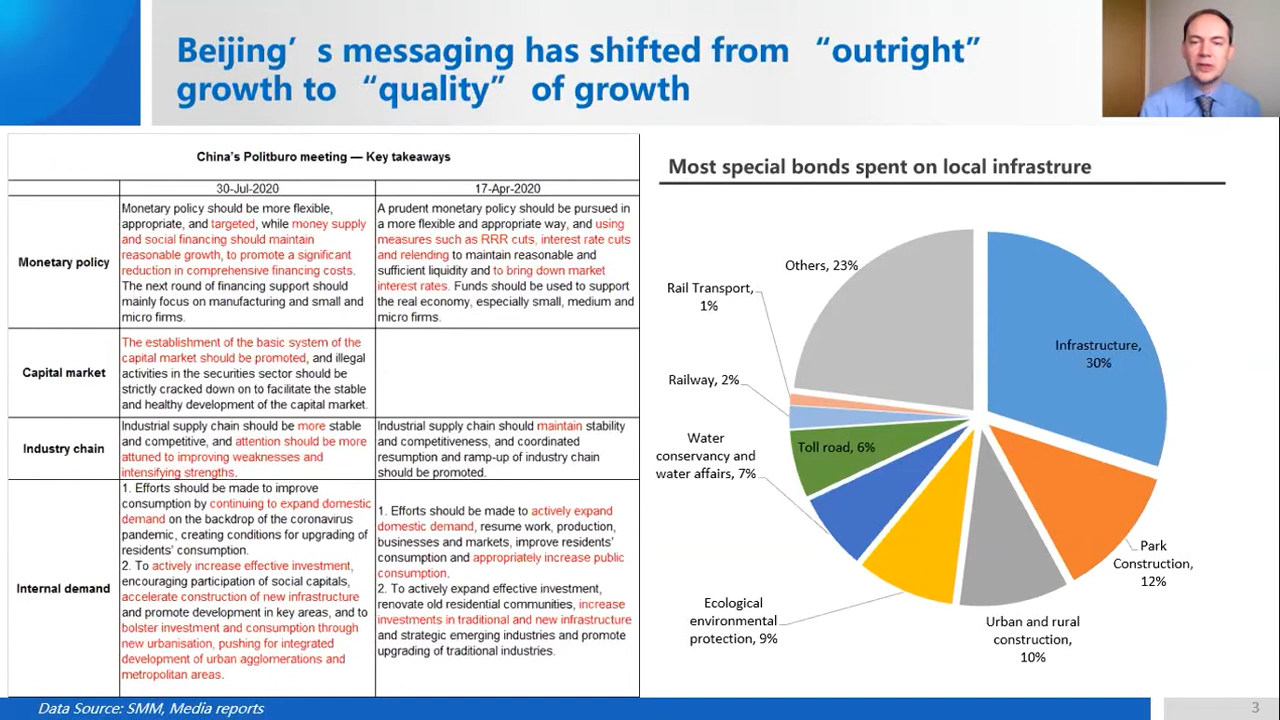 Beijing’s messaging has shifted from “outright”
growth to “quality” of growth
China's Politburo meeting — Key takeaways
30-Jul-2020
17-Apr-2020
Monetary policy
Monetary policy should be more flexible,
appropriate, and targeted, while money supply
and social financing should maintain
reasonable growth, to promote a significant
reduction in comprehensive financing costs.
The next round of financing support should
mainly focus on manufacturing and small and
micro firms.
A prudent monetary policy should be pursued in
a more flexible and appropriate way, and using
measures such as RRR cuts, interest rate cuts
and relending to maintain reasonable and
sufficient liquidity and to bring down market
interest rates. Funds should be used to support
the real economy, especially small, medium and
micro firms.
Capital market
The establishment of the basic system of the
capital market should be promoted, and illegal
activities in the securities sector should be
strictly cracked down on to facilitate the stable
and healthy development of the capital market.
Industry chain
Industrial supply chain should be more stable
and competitive, and attention should be more
attuned to improving weaknesses and
intensifying strengths.
Industrial supply chain should maintain stability
and competitiveness, and coordinated
resumption and ramp-up of industry chain
should be promoted.
Internal demand
1. Efforts should be made to improve
consumption by continuing to expand domestic
demand on the backdrop of the coronavirus
pandemic, creating conditions for upgrading of
residents' consumption.
2. To actively increase effective investment,
encouraging participation of social capitals,
accelerate construction of new infrastructure
and promote development in key areas, and to
bolster investment and consumption through
new urbanisation, pushing for integrated
development of urban agglomerations and
metropolitan areas.
1. Efforts should be made to actively expand
domestic demand, resume work, production,
businesses and markets, improve residents'
consumption and appropriately increase public
consumption.
2. To actively expand effective investment,
renovate old residential communities, increase
investments in traditional and new infrastructure
and strategic emerging industries and promote
upgrading of traditional industries.
Most special bonds spent on local infrastrure
Others, 23%
Rail Transport,
1%
Railway, 2%
Water
conservancy and
water affairs, 7%
Toll road, 6%
Infrastructure,
30%
Park
Construction,
12%
Ecological
environmental
protection, 9%
Urban and rural
construction,
10%
Data Source: SMM, Media reports
3